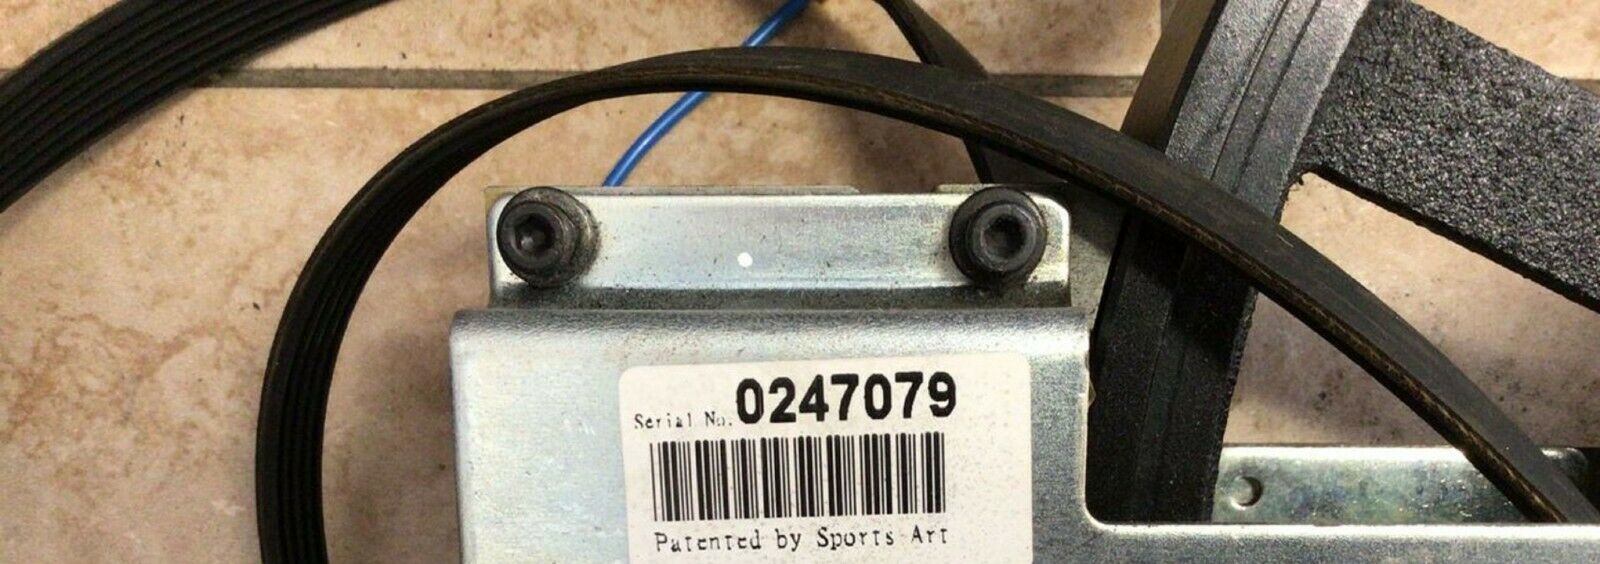 Serial No. 0247079
Patented by Sports Art